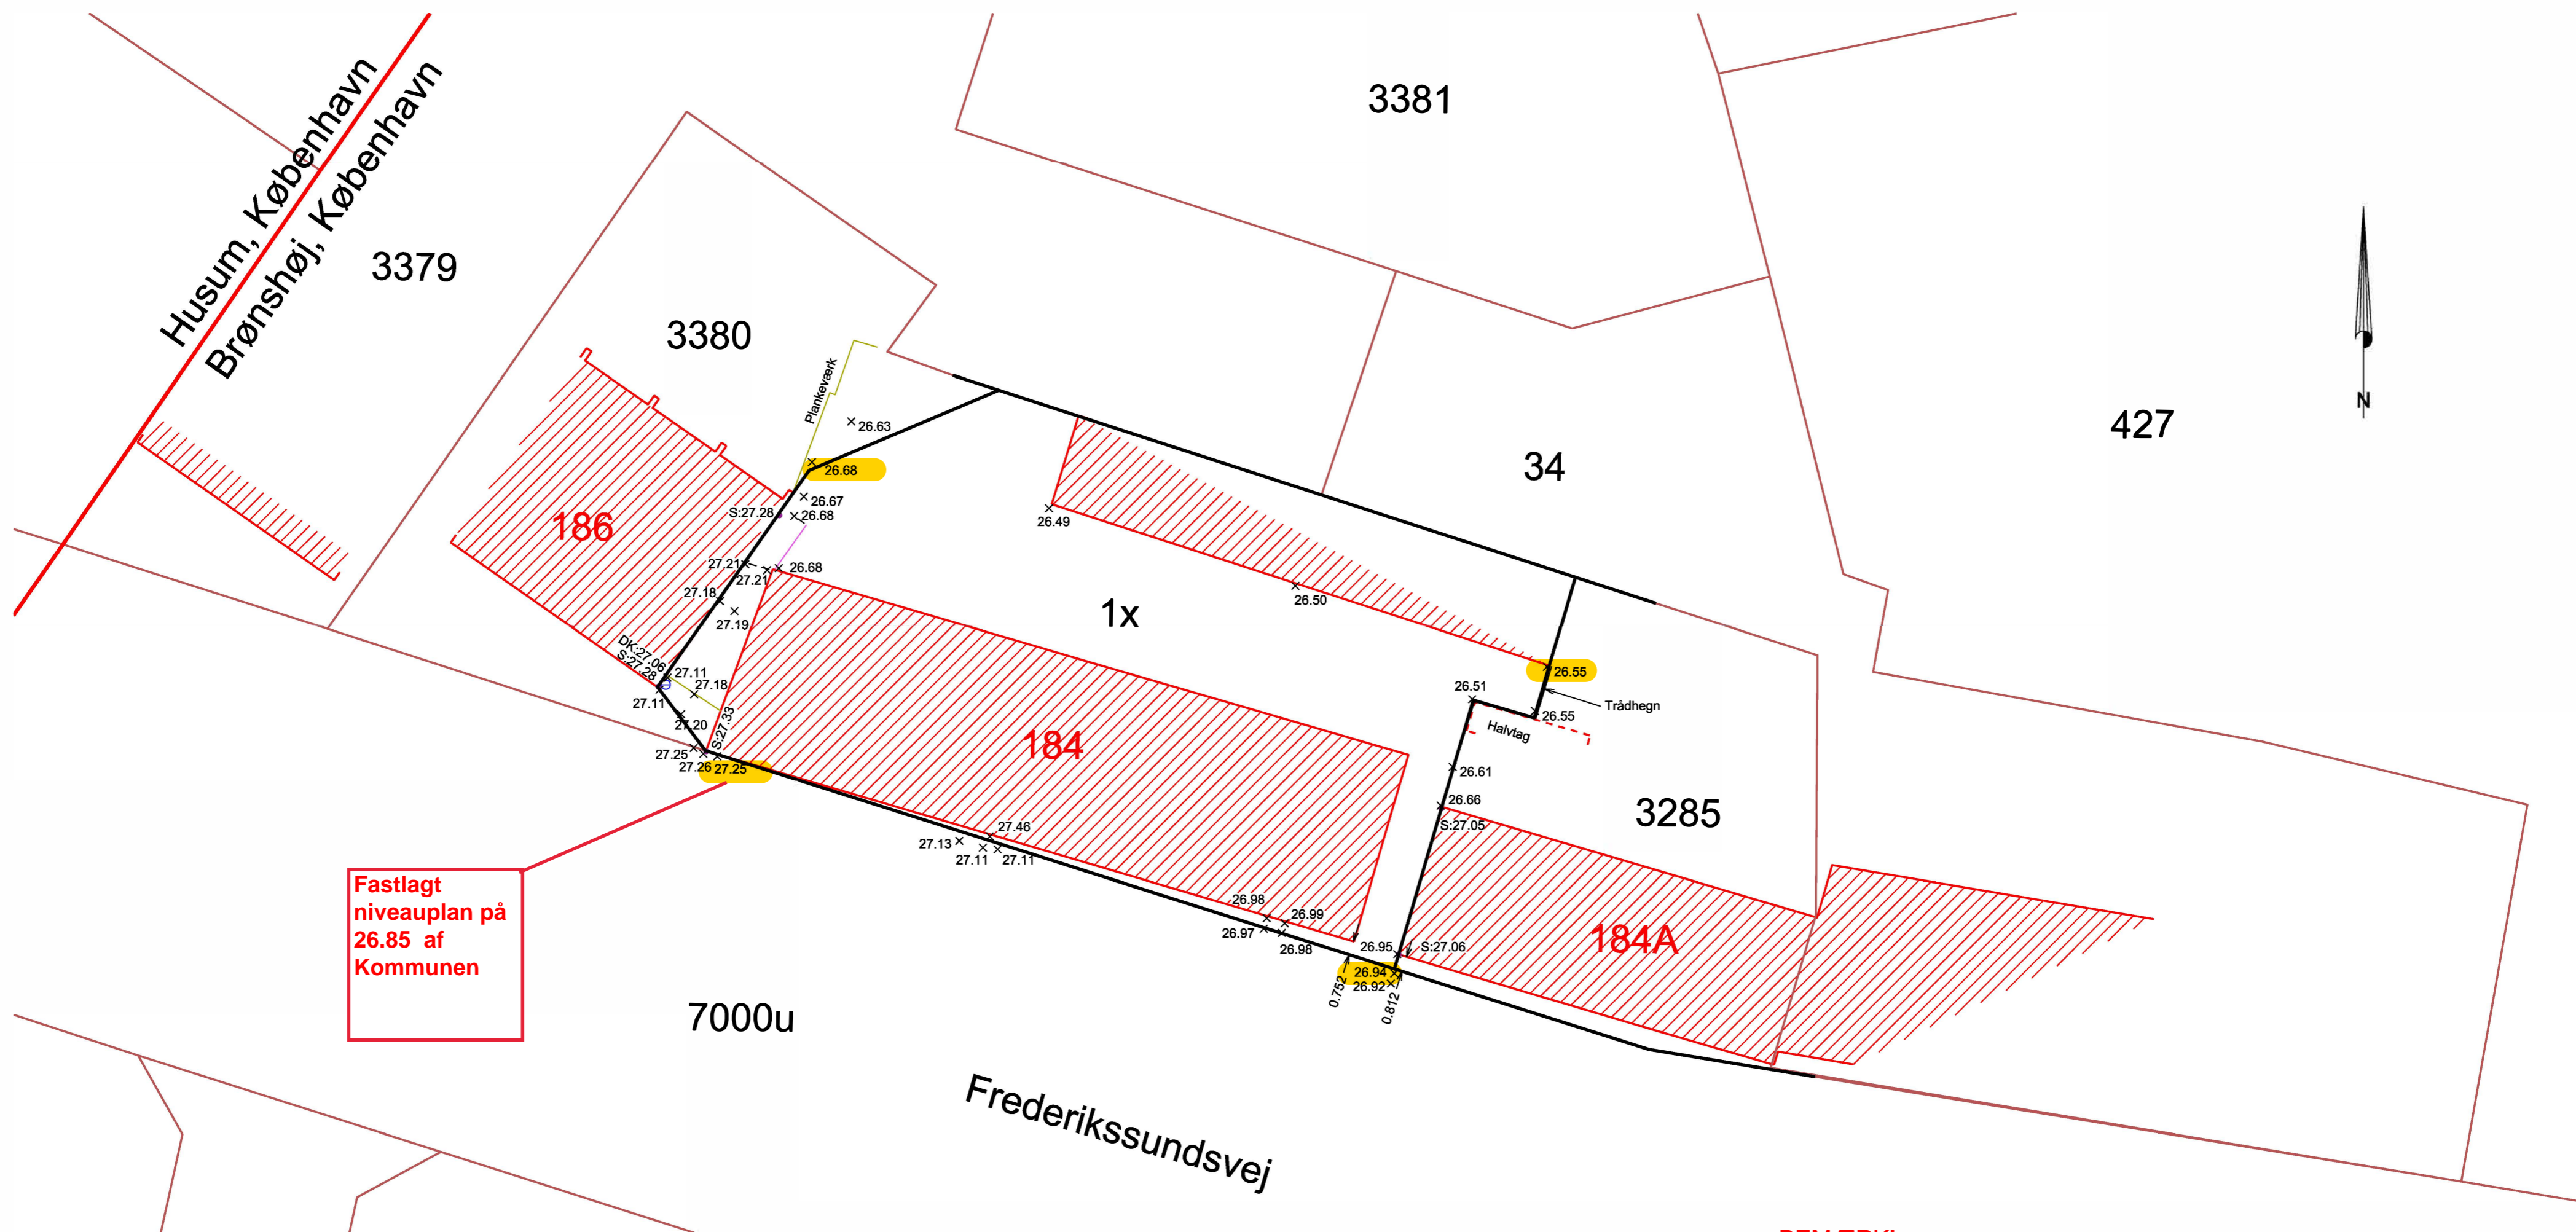 Husum, København
Brønshøj, København
3379
3380
3381
34
427
N
Plankeværk
26.63
26.68
26.67
S:27.28
26.68
186
27.21
27.21
26.68
27.18
27.19
26.49
26.50
1x
DK:27.06
S:27.28
27.11
27.18
27.11
27.20
S:27.33
27.25
27.26
27.25
184
26.55
26.51
26.55
Trådhegn
Halvtag
26.61
26.66
S:27.05
3285
27.46
27.13
27.11
27.11
26.98
26.99
26.97
26.98
26.95
S:27.06
184A
26.94
26.92
0.752
0.812
Fastlagt
niveauplan på
26.85 af
Kommunen
7000u
Frederikssundsvej